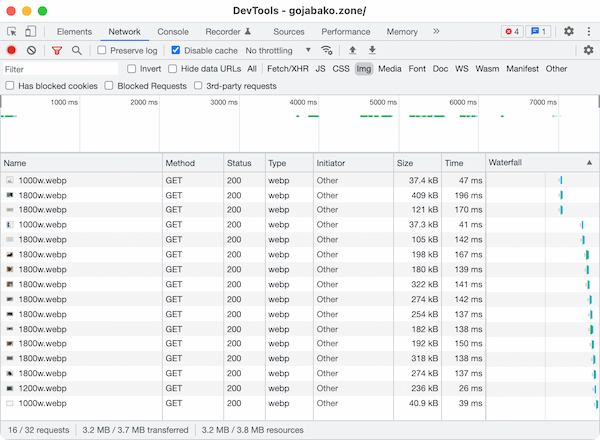 DevTools - gojabako.zone/
Elements Network Console Recorder Sources Performance Memory 4 1
Preserve log Disable cache No throttling
Filter Invert Hide data URLs All Fetch/XHR JS CSS Img Media Font Doc WS Wasm Manifest Other
Has blocked cookies Blocked Requests 3rd-party requests
1000 ms 2000 ms 3000 ms 4000 ms 5000 ms 6000 ms 7000 ms
Name Method Status Type Initiator Size Time Waterfall
1000w.webp GET 200 webp Other 37.4 kB 47 ms
1800w.webp GET 200 webp Other 409 kB 196 ms
1800w.webp GET 200 webp Other 121 kB 170 ms
1000w.webp GET 200 webp Other 37.3 kB 41 ms
1800w.webp GET 200 webp Other 105 kB 142 ms
1800w.webp GET 200 webp Other 198 kB 167 ms
1800w.webp GET 200 webp Other 180 kB 139 ms
1800w.webp GET 200 webp Other 322 kB 141 ms
1800w.webp GET 200 webp Other 274 kB 142 ms
1800w.webp GET 200 webp Other 254 kB 137 ms
1800w.webp GET 200 webp Other 182 kB 138 ms
1800w.webp GET 200 webp Other 192 kB 150 ms
1800w.webp GET 200 webp Other 318 kB 138 ms
1800w.webp GET 200 webp Other 274 kB 137 ms
1200w.webp GET 200 webp Other 236 kB 26 ms
1000w.webp GET 200 webp Other 40.9 kB 39 ms
16 / 32 requests 3.2 MB / 3.7 MB transferred 3.2 MB / 3.8 MB resources